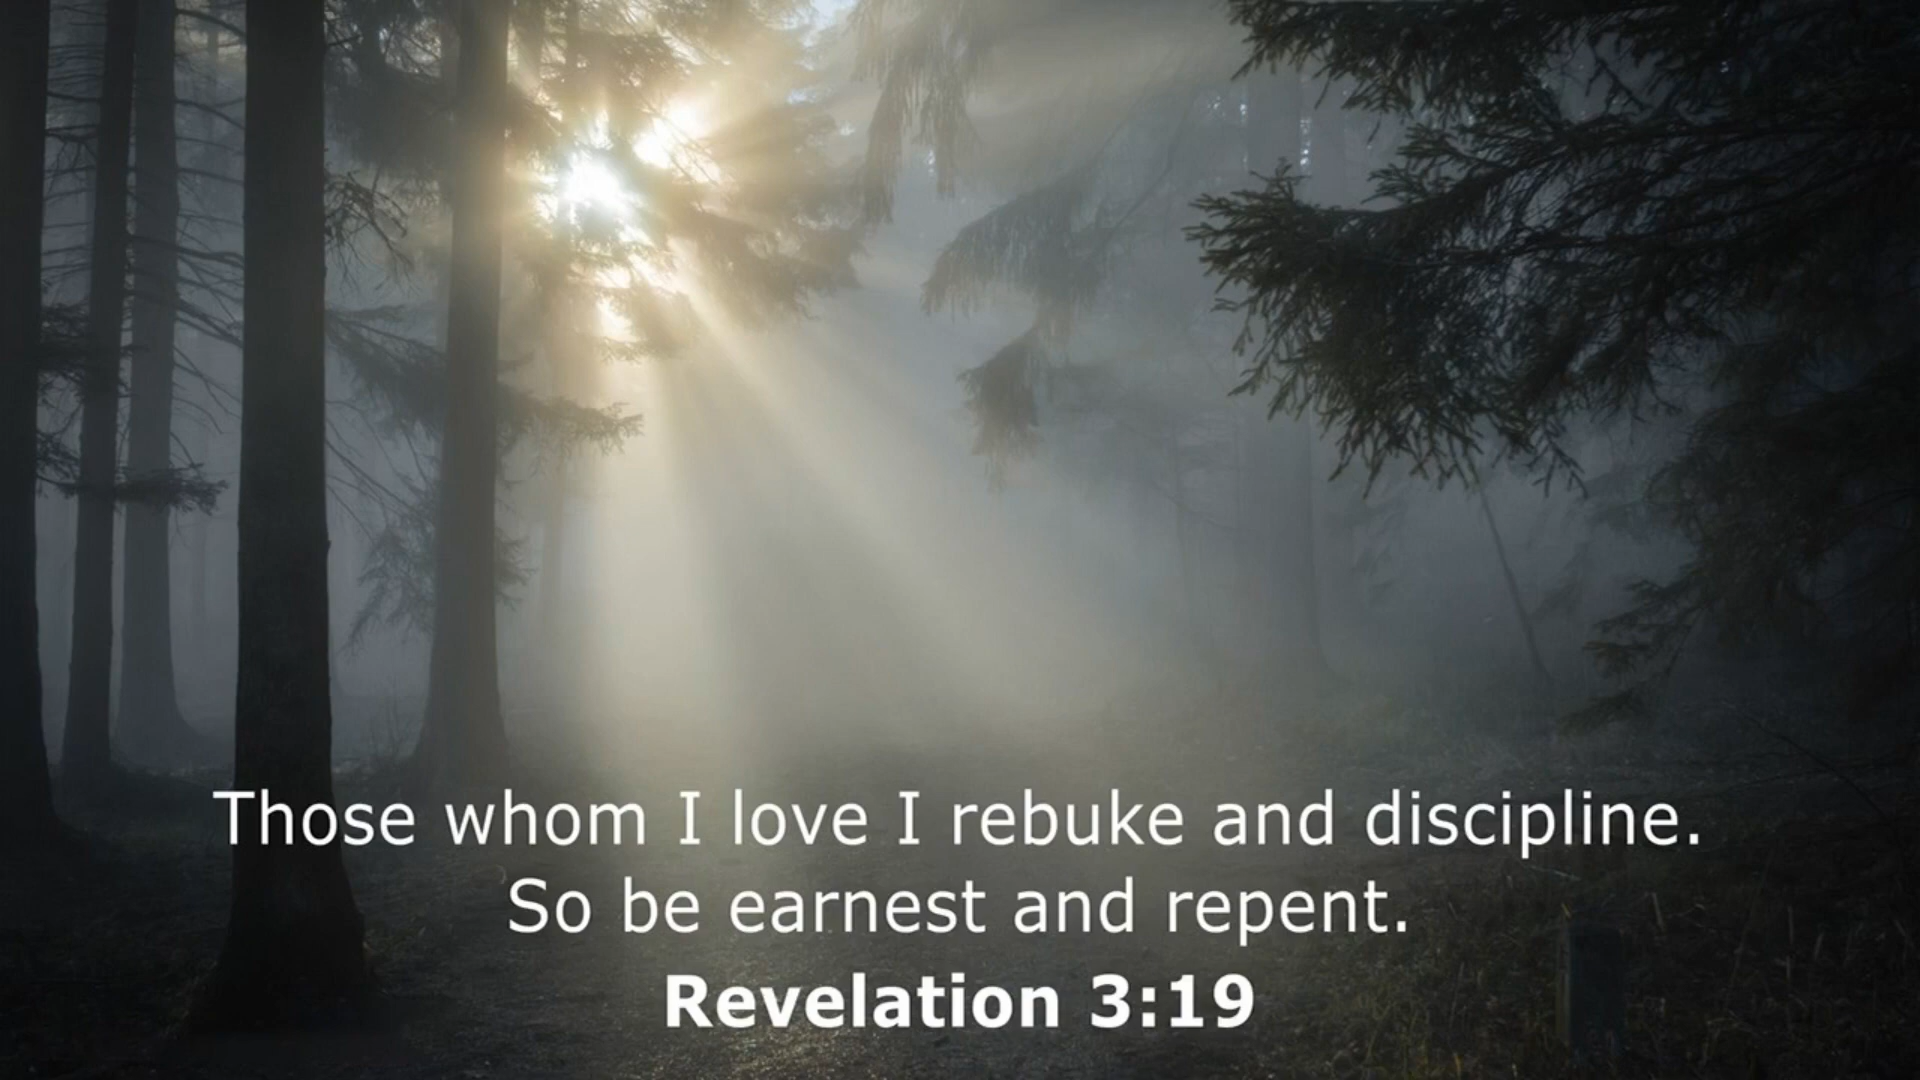 Those whom I love I rebuke and discipline.
So be earnest and repent.
Revelation 3:19